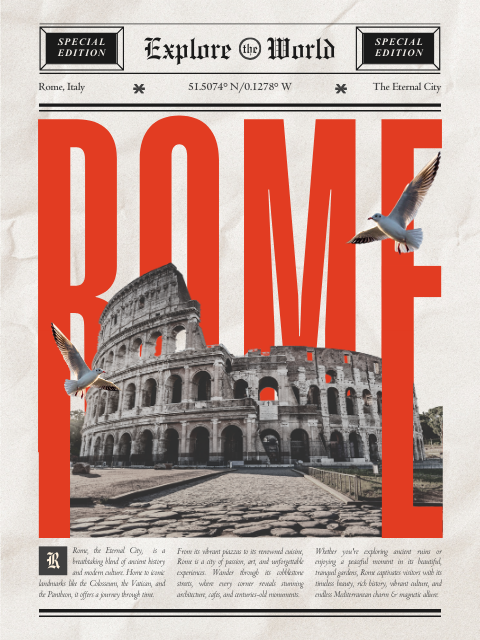 SPECIAL EDITION
Explore the World
SPECIAL EDITION
Rome, Italy * 51.5074° N/0.1278° W * The Eternal City
ROME
Rome, the Eternal City, is a
breathtaking blend of ancient history
and modern culture. Home to iconic
landmarks like the Colosseum, the Vatican, and
the Pantheon, it offers a journey through time.
From its vibrant piazzas to its renowned cuisine,
Rome is a city of passion, art, and unforgettable
experiences. Wander through its cobblestone
streets, where every corner reveals stunning
architecture, cafes, and centuries-old monuments.
Whether you're exploring ancient ruins or
enjoying a peaceful moment in its beautiful,
tranquil gardens, Rome captivates visitors with its
timeless beauty, rich history, vibrant culture, and
endless Mediterranean charm & magnetic allure.
R